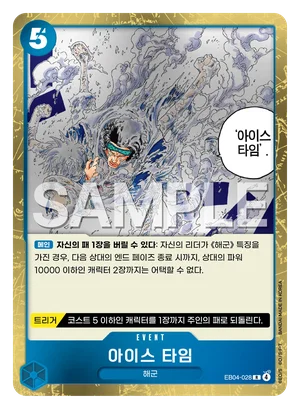 5
‘아이스
타임’.
SAMPLE
메인 자신의 패 1장을 버릴 수 있다: 자신의 리더가 《해군》 특징을
가진 경우, 다음 상대의 엔드 페이즈 종료 시까지, 상대의 파워
10000 이하인 캐릭터 2장까지는 어택할 수 없다.
트리거 코스트 5 이하인 캐릭터를 1장까지 주인의 패로 되돌린다.
EVENT
아이스 타임
해군
EB04-028 R 4